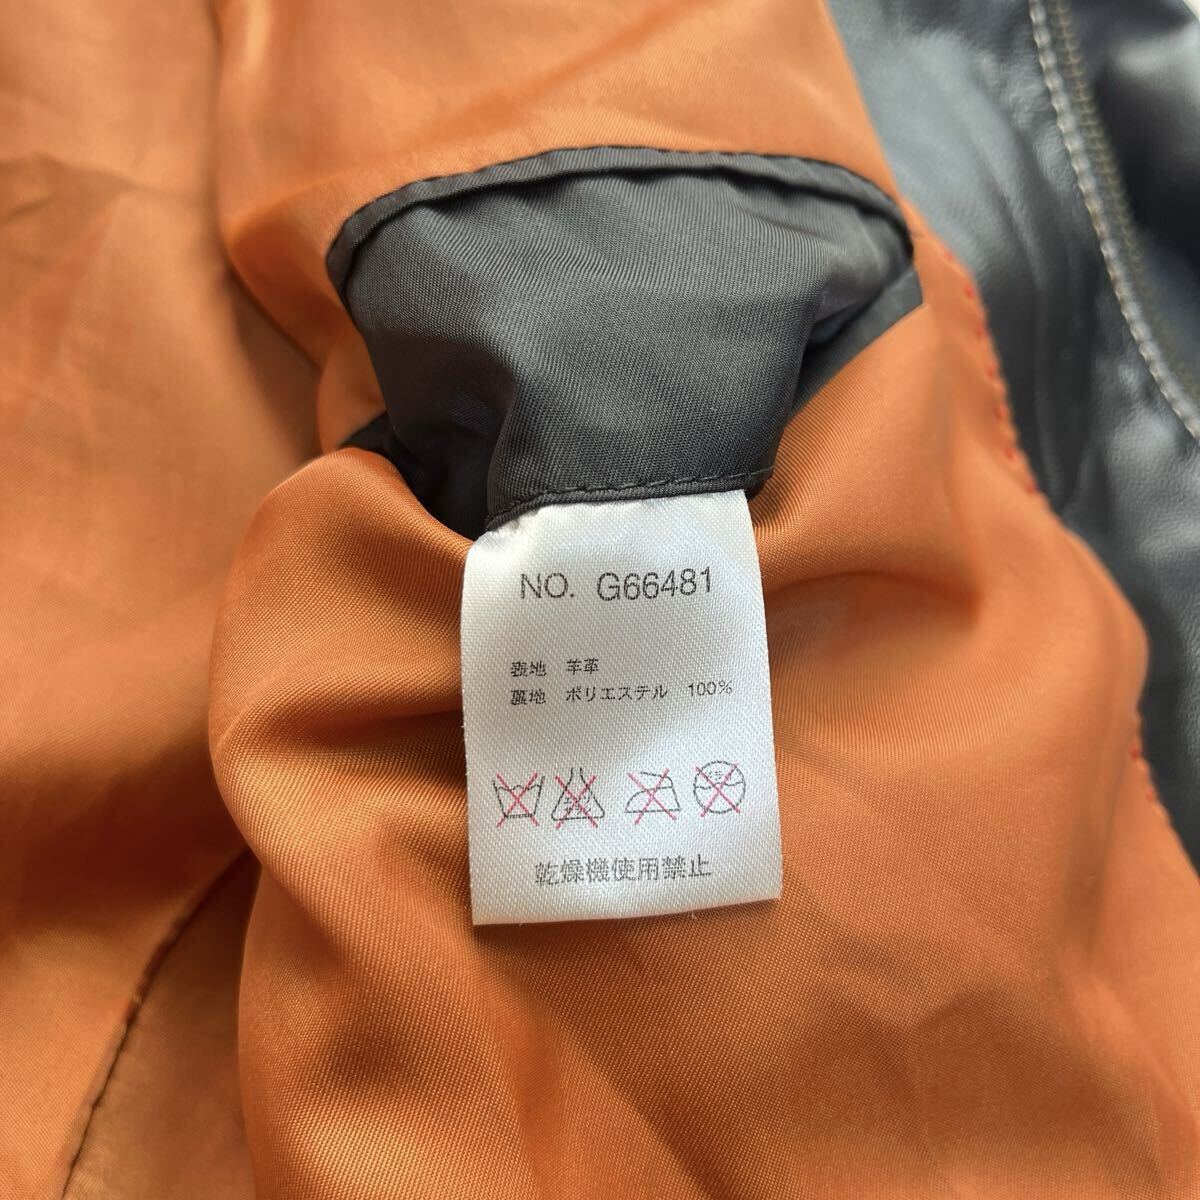 NO. G66481
表地 羊革
裏地 ポリエステル 100%
乾燥機使用禁止